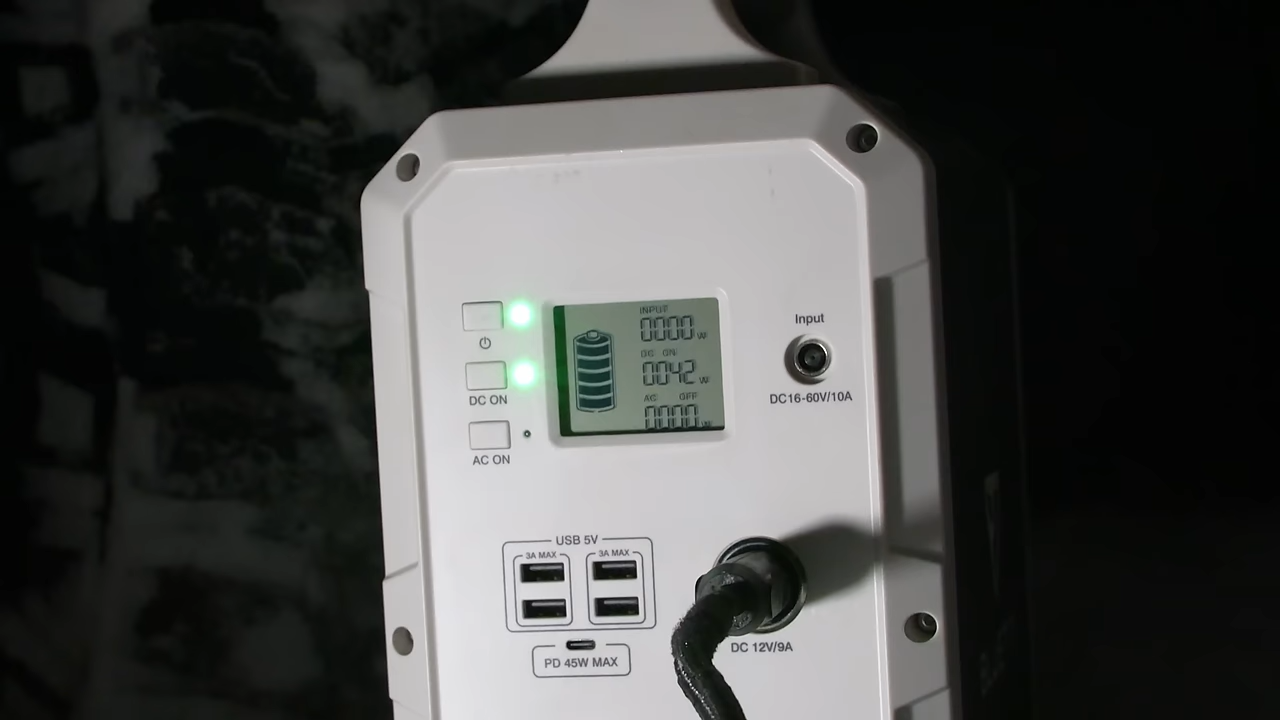 INPUT
0000 W
DC ON
0042 W
AC OFF
0000
Input
DC16-60V/10A
DC ON
AC ON
USB 5V
3A MAX 3A MAX
PD 45W MAX
DC 12V/9A